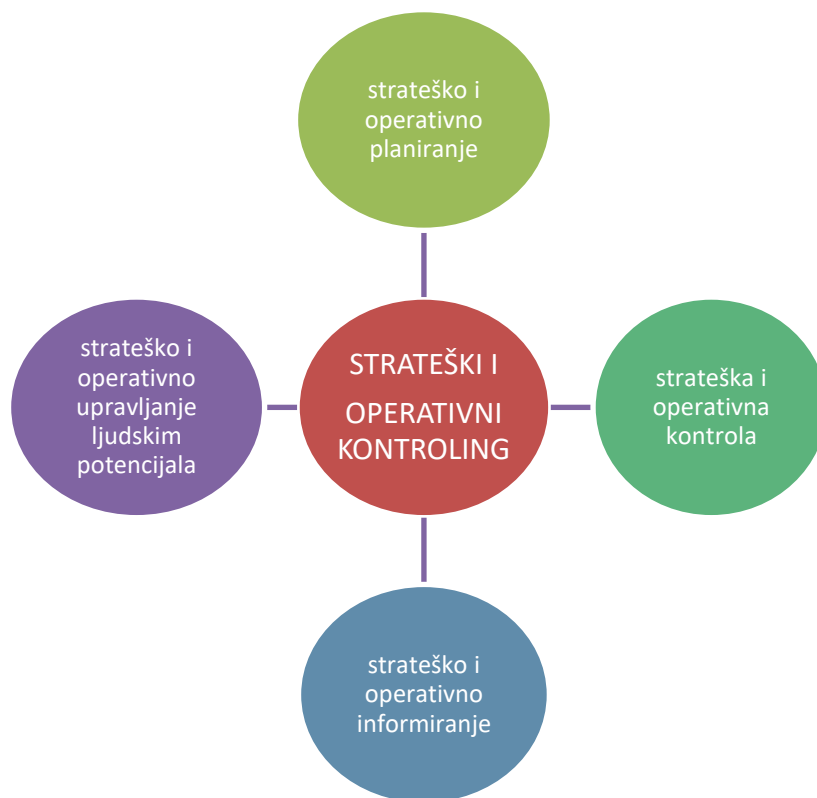 strateško i
operativno
planiranje
strateško i
operativno
upravljanje
ljudskim
potencijala
STRATEŠKI I
OPERATIVNI
KONTROLING
strateška i
operativna
kontrola
strateško i
operativno
informiranje